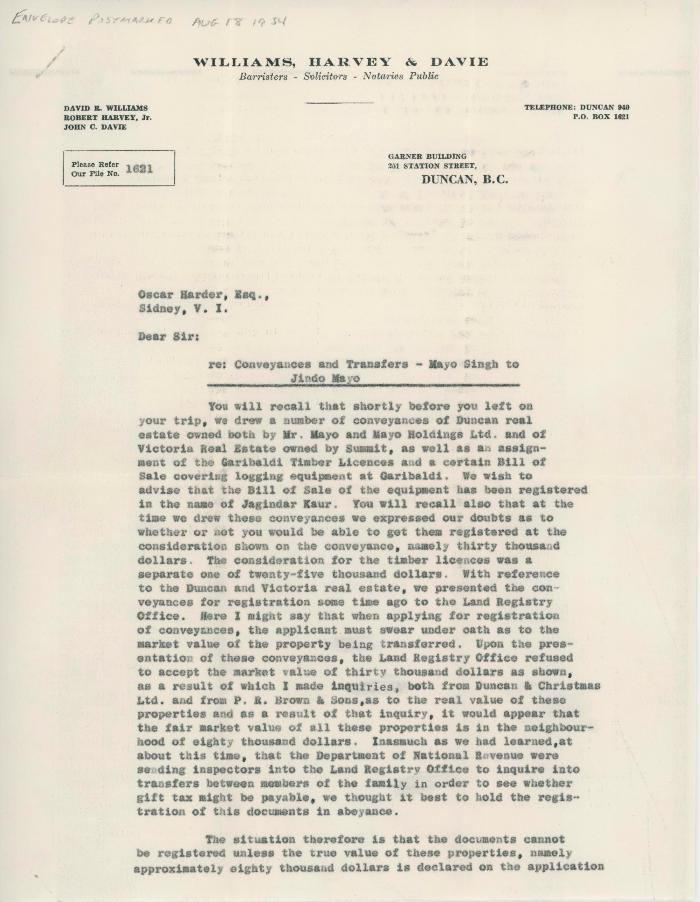 ENVELOPE POSTMARKED AUG 18 1954
WILLIAMS, HARVEY & DAVIE
Barristers - Solicitors - Notaries Public
DAVID R. WILLIAMS
ROBERT HARVEY, Jr.
JOHN C. DAVIE
TELEPHONE: DUNCAN 940
P.O. BOX 1621
Please Refer
Our File No. 1621
GARNER BUILDING
251 STATION STREET,
DUNCAN, B.C.
Oscar Harder, Esq.,
Sidney, V. I.
Dear Sir:
re: Conveyances and Transfers - Mayo Singh to
Jindo Mayo
You will recall that shortly before you left on
your trip, we drew a number of conveyances of Duncan real
estate owned both by Mr. Mayo and Mayo Holdings Ltd. and of
Victoria Real Estate owned by Summit, as well as an assign-
ment of the Garibaldi Timber Licences and a certain Bill of
Sale covering logging equipment at Garibaldi. We wish to
advise that the Bill of Sale of the equipment has been registered
in the name of Jagindar Kaur. You will recall also that at the
time we drew these conveyances we expressed our doubts as to
whether or not you would be able to get them registered at the
consideration shown on the conveyance, namely thirty thousand
dollars. The consideration for the timber licences was a
separate one of twenty-five thousand dollars. With reference
to the Duncan and Victoria real estate, we presented the con-
veyances for registration some time ago to the Land Registry
Office. Here I might say that when applying for registration
of conveyances, the applicant must swear under oath as to the
market value of the property being transferred. Upon the pres-
entation of these conveyances, the Land Registry Office refused
to accept the market value of thirty thousand dollars as shown,
as a result of which I made inquiries, both from Duncan & Christmas
Ltd. and from P. R. Brown & Sons,as to the real value of these
properties and as a result of that inquiry, it would appear that
the fair market value of all these properties is in the neighbour-
hood of eighty thousand dollars. Inasmuch as we had learned,at
about this time, that the Department of National Revenue were
sending inspectors into the Land Registry Office to inquire into
transfers between members of the family in order to see whether
gift tax might be payable, we thought it best to hold the regis-
tration of this documents in abeyance.
The situation therefore is that the documents cannot
be registered unless the true value of these properties, namely
approximately eighty thousand dollars is declared on the application